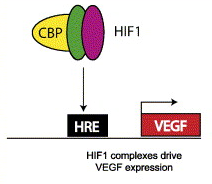 CBP HIF1
HRE VEGF
HIF1 complexes drive
VEGF expression